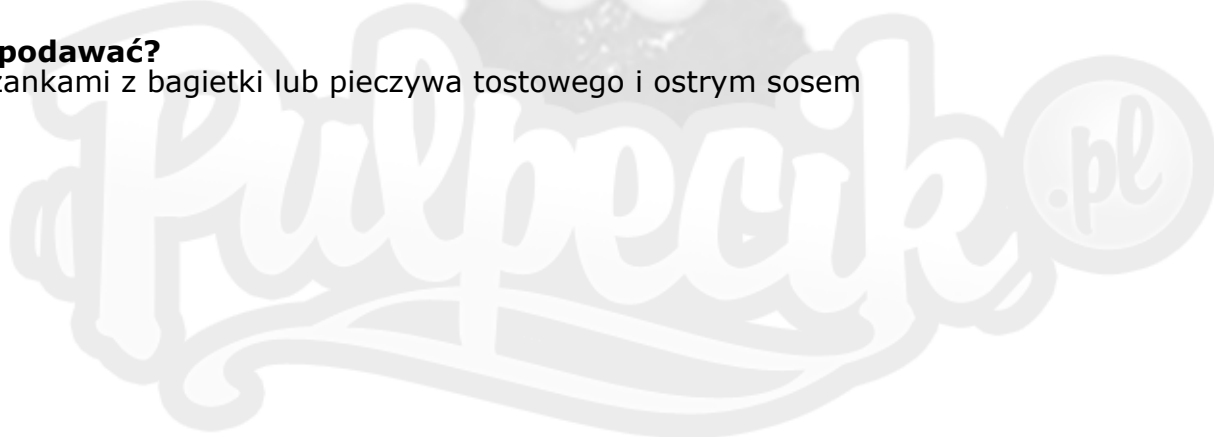 podawać?
zankami z bagietki lub pieczywa tostowego i ostrym sosem
Pulpecik .pl